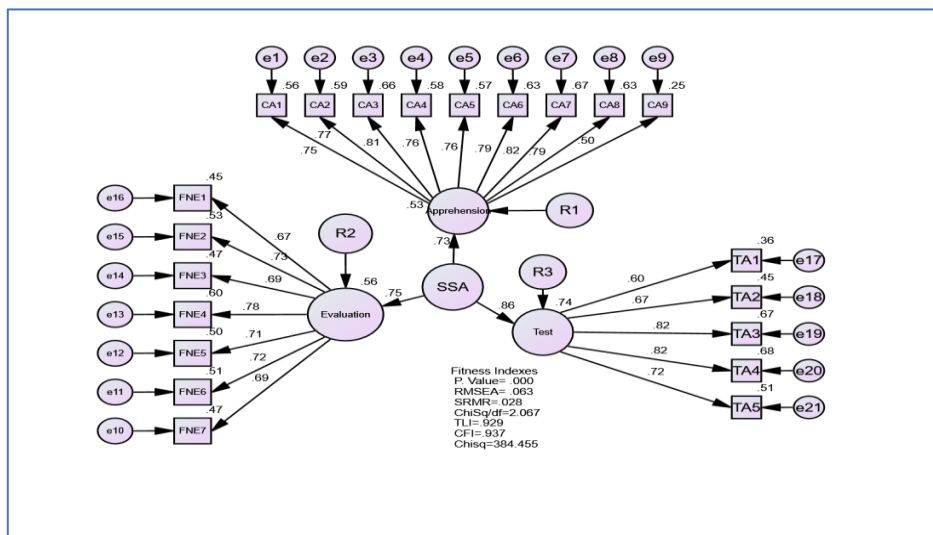 e1 e2 e3 e4 e5 e6 e7 e8 e9
.56 .59 .66 .58 .57 .63 .67 .63 .25
CA1 CA2 CA3 CA4 CA5 CA6 CA7 CA8 CA9
.75 .77 .81 .76 .76 .79 .82 .79 .50
.53
Apprehension
R1
.73
SSA
.75
.86
R2
.56
Evaluation
R3
.74
Test
.45
e16 FNE1 .67
.53
e15 FNE2 .73
.47
e14 FNE3 .69
.60
e13 FNE4 .78
.50
e12 FNE5 .71
.51
e11 FNE6 .72
.47
e10 FNE7 .69
.36
.60 TA1 e17
.45
.67 TA2 e18
.67
.82 TA3 e19
.68
.82 TA4 e20
.51
.72 TA5 e21
Fitness Indexes
P. Value= .000
RMSEA= .063
SRMR=.028
ChiSq/df=2.067
TLI=.929
CFI=.937
Chisq=384.455